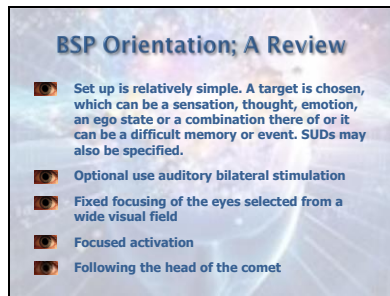 BSP Orientation; A Review
Set up is relatively simple. A target is chosen,
which can be a sensation, thought, emotion,
an ego state or a combination there of or it
can be a difficult memory or event. SUDs may
also be specified.
Optional use auditory bilateral stimulation
Fixed focusing of the eyes selected from a
wide visual field
Focused activation
Following the head of the comet